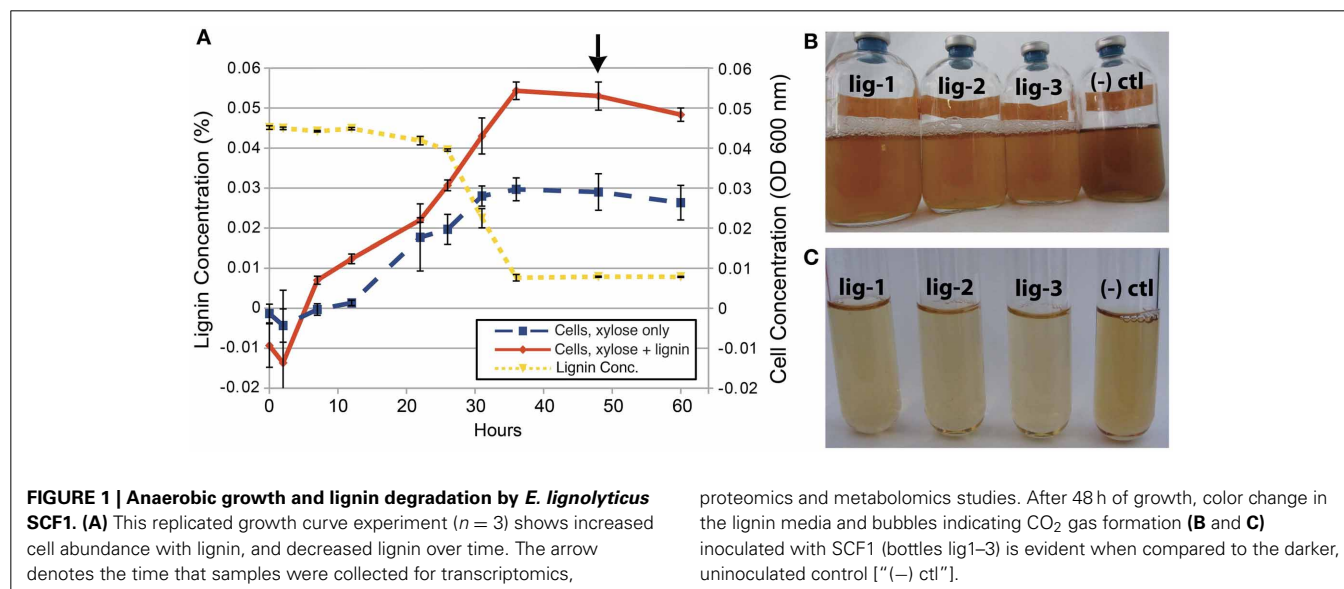 A
Lignin Concentration (%)
0.06
0.05
0.04
0.03
0.02
0.01
0
-0.01
-0.02
0.06
0.05
0.04
0.03
0.02
0.01
0
-0.01
-0.02
Cell Concentration (OD 600 nm)
0 10 20 30 40 50 60
Hours
Cells, xylose only
Cells, xylose + lignin
Lignin Conc.
B
lig-1 lig-2 lig-3 (-) ctl
C
lig-1 lig-2 lig-3 (-) ctl
FIGURE 1 | Anaerobic growth and lignin degradation by E. lignolyticus
SCF1. (A) This replicated growth curve experiment (n = 3) shows increased
cell abundance with lignin, and decreased lignin over time. The arrow
denotes the time that samples were collected for transcriptomics,
proteomics and metabolomics studies. After 48 h of growth, color change in
the lignin media and bubbles indicating CO₂ gas formation (B and C)
inoculated with SCF1 (bottles lig1–3) is evident when compared to the darker,
uninoculated control ["(−) ctl"].